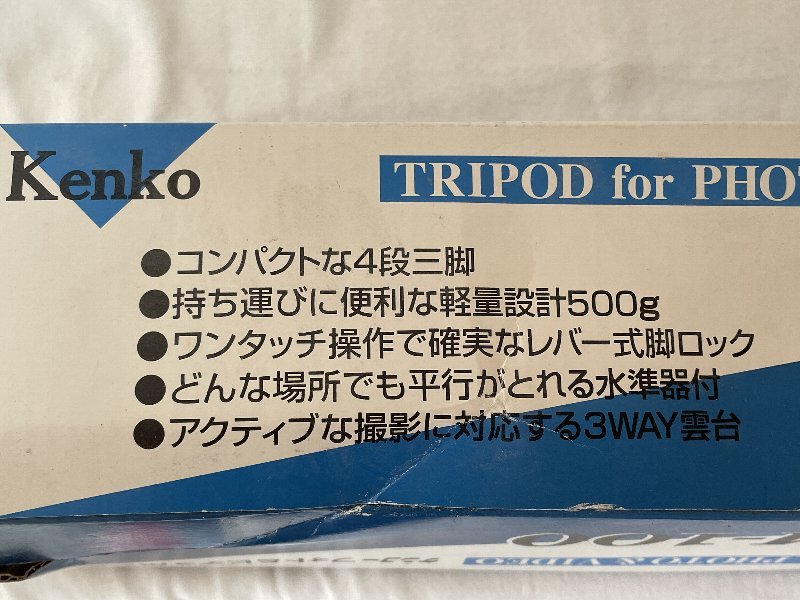 Kenko
TRIPOD for PHO
●コンパクトな4段三脚
●持ち運びに便利な軽量設計500g
●ワンタッチ操作で確実なレバー式脚ロック
●どんな場所でも平行がとれる水準器付
●アクティブな撮影に対応する3WAY雲台
PHOTO & VIDEO